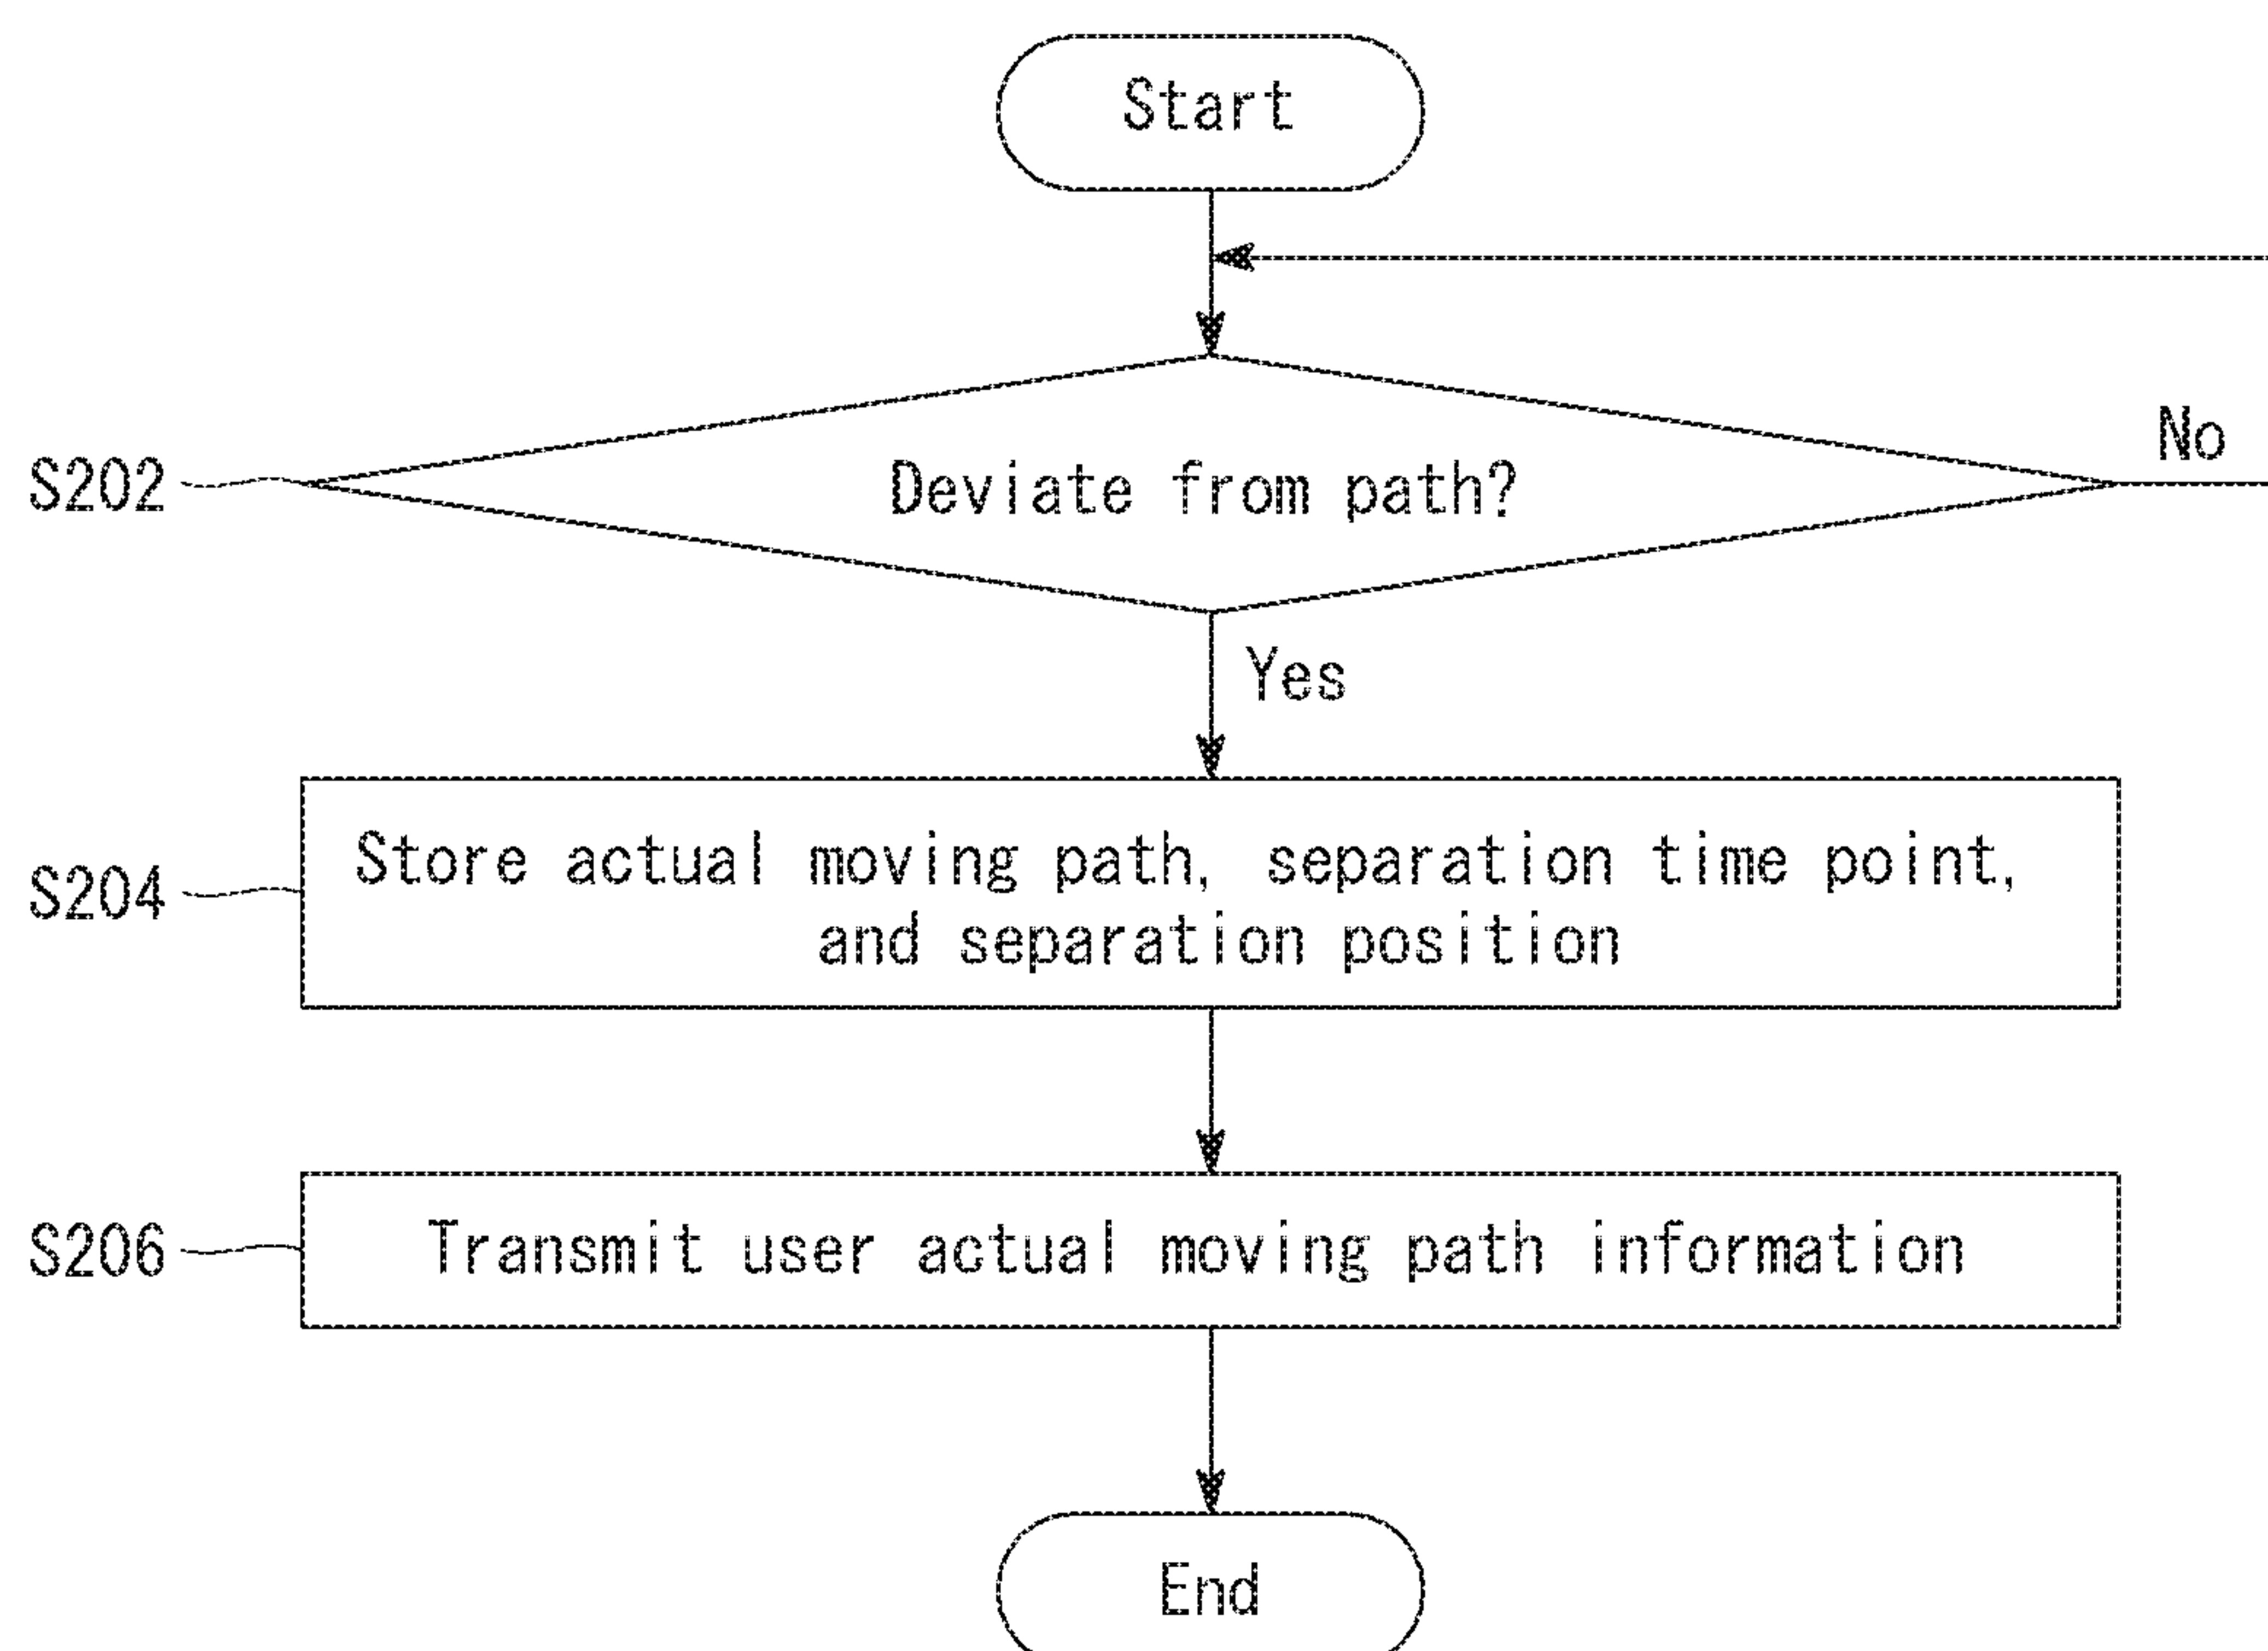 Start
S202
Deviate from path?
No
Yes
S204
Store actual moving path, separation time point,
and separation position
S206
Transmit user actual moving path information
End